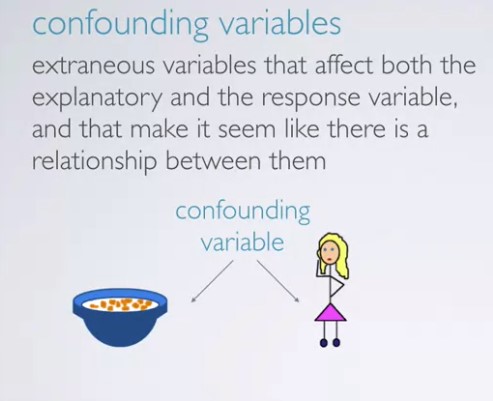 confounding variables
extraneous variables that affect both the
explanatory and the response variable,
and that make it seem like there is a
relationship between them
confounding
variable